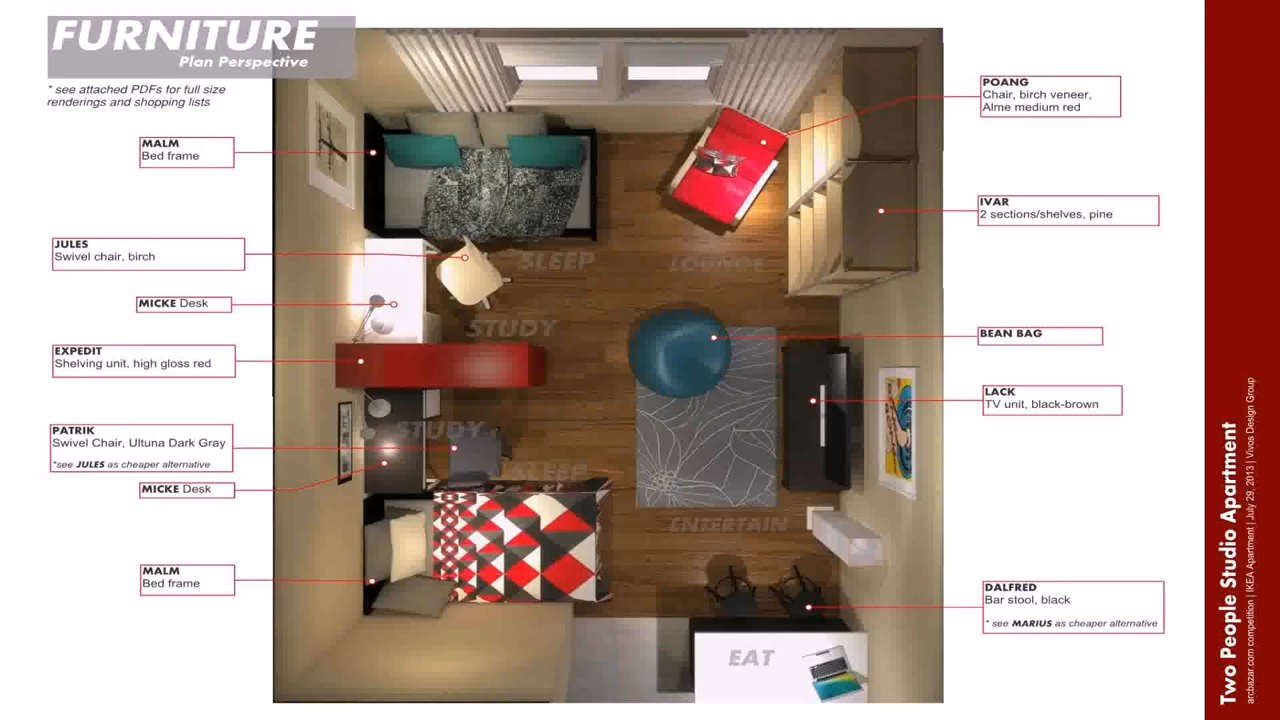 FURNITURE
Plan Perspective
* see attached PDFs for full size
renderings and shopping lists
MALM
Bed frame
JULES
Swivel chair, birch
MICKE Desk
EXPEDIT
Shelving unit, high gloss red
PATRIK
Swivel Chair, Ultuna Dark Gray
*see JULES as cheaper alternative
MICKE Desk
MALM
Bed frame
SLEEP
LOUNGE
STUDY
STUDY
SLEEP
ENTERTAIN
EAT
POANG
Chair, birch veneer,
Alme medium red
IVAR
2 sections/shelves, pine
BEAN BAG
LACK
TV unit, black-brown
DALFRED
Bar stool, black
* see MARIUS as cheaper alternative
Two People Studio Apartment
arcbazar.com competition | IKEA Apartment | July 29, 2013 | Vivos Design Group